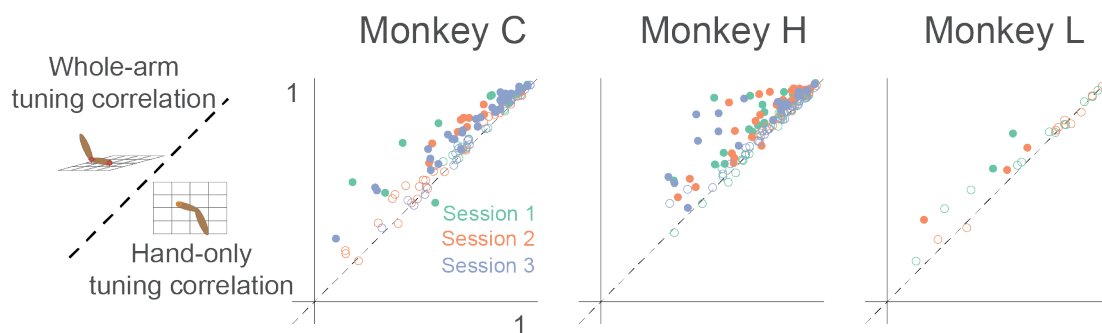 Monkey C
Monkey H
Monkey L
Whole-arm
tuning correlation
1
Hand-only
tuning correlation
Session 1
Session 2
Session 3
1